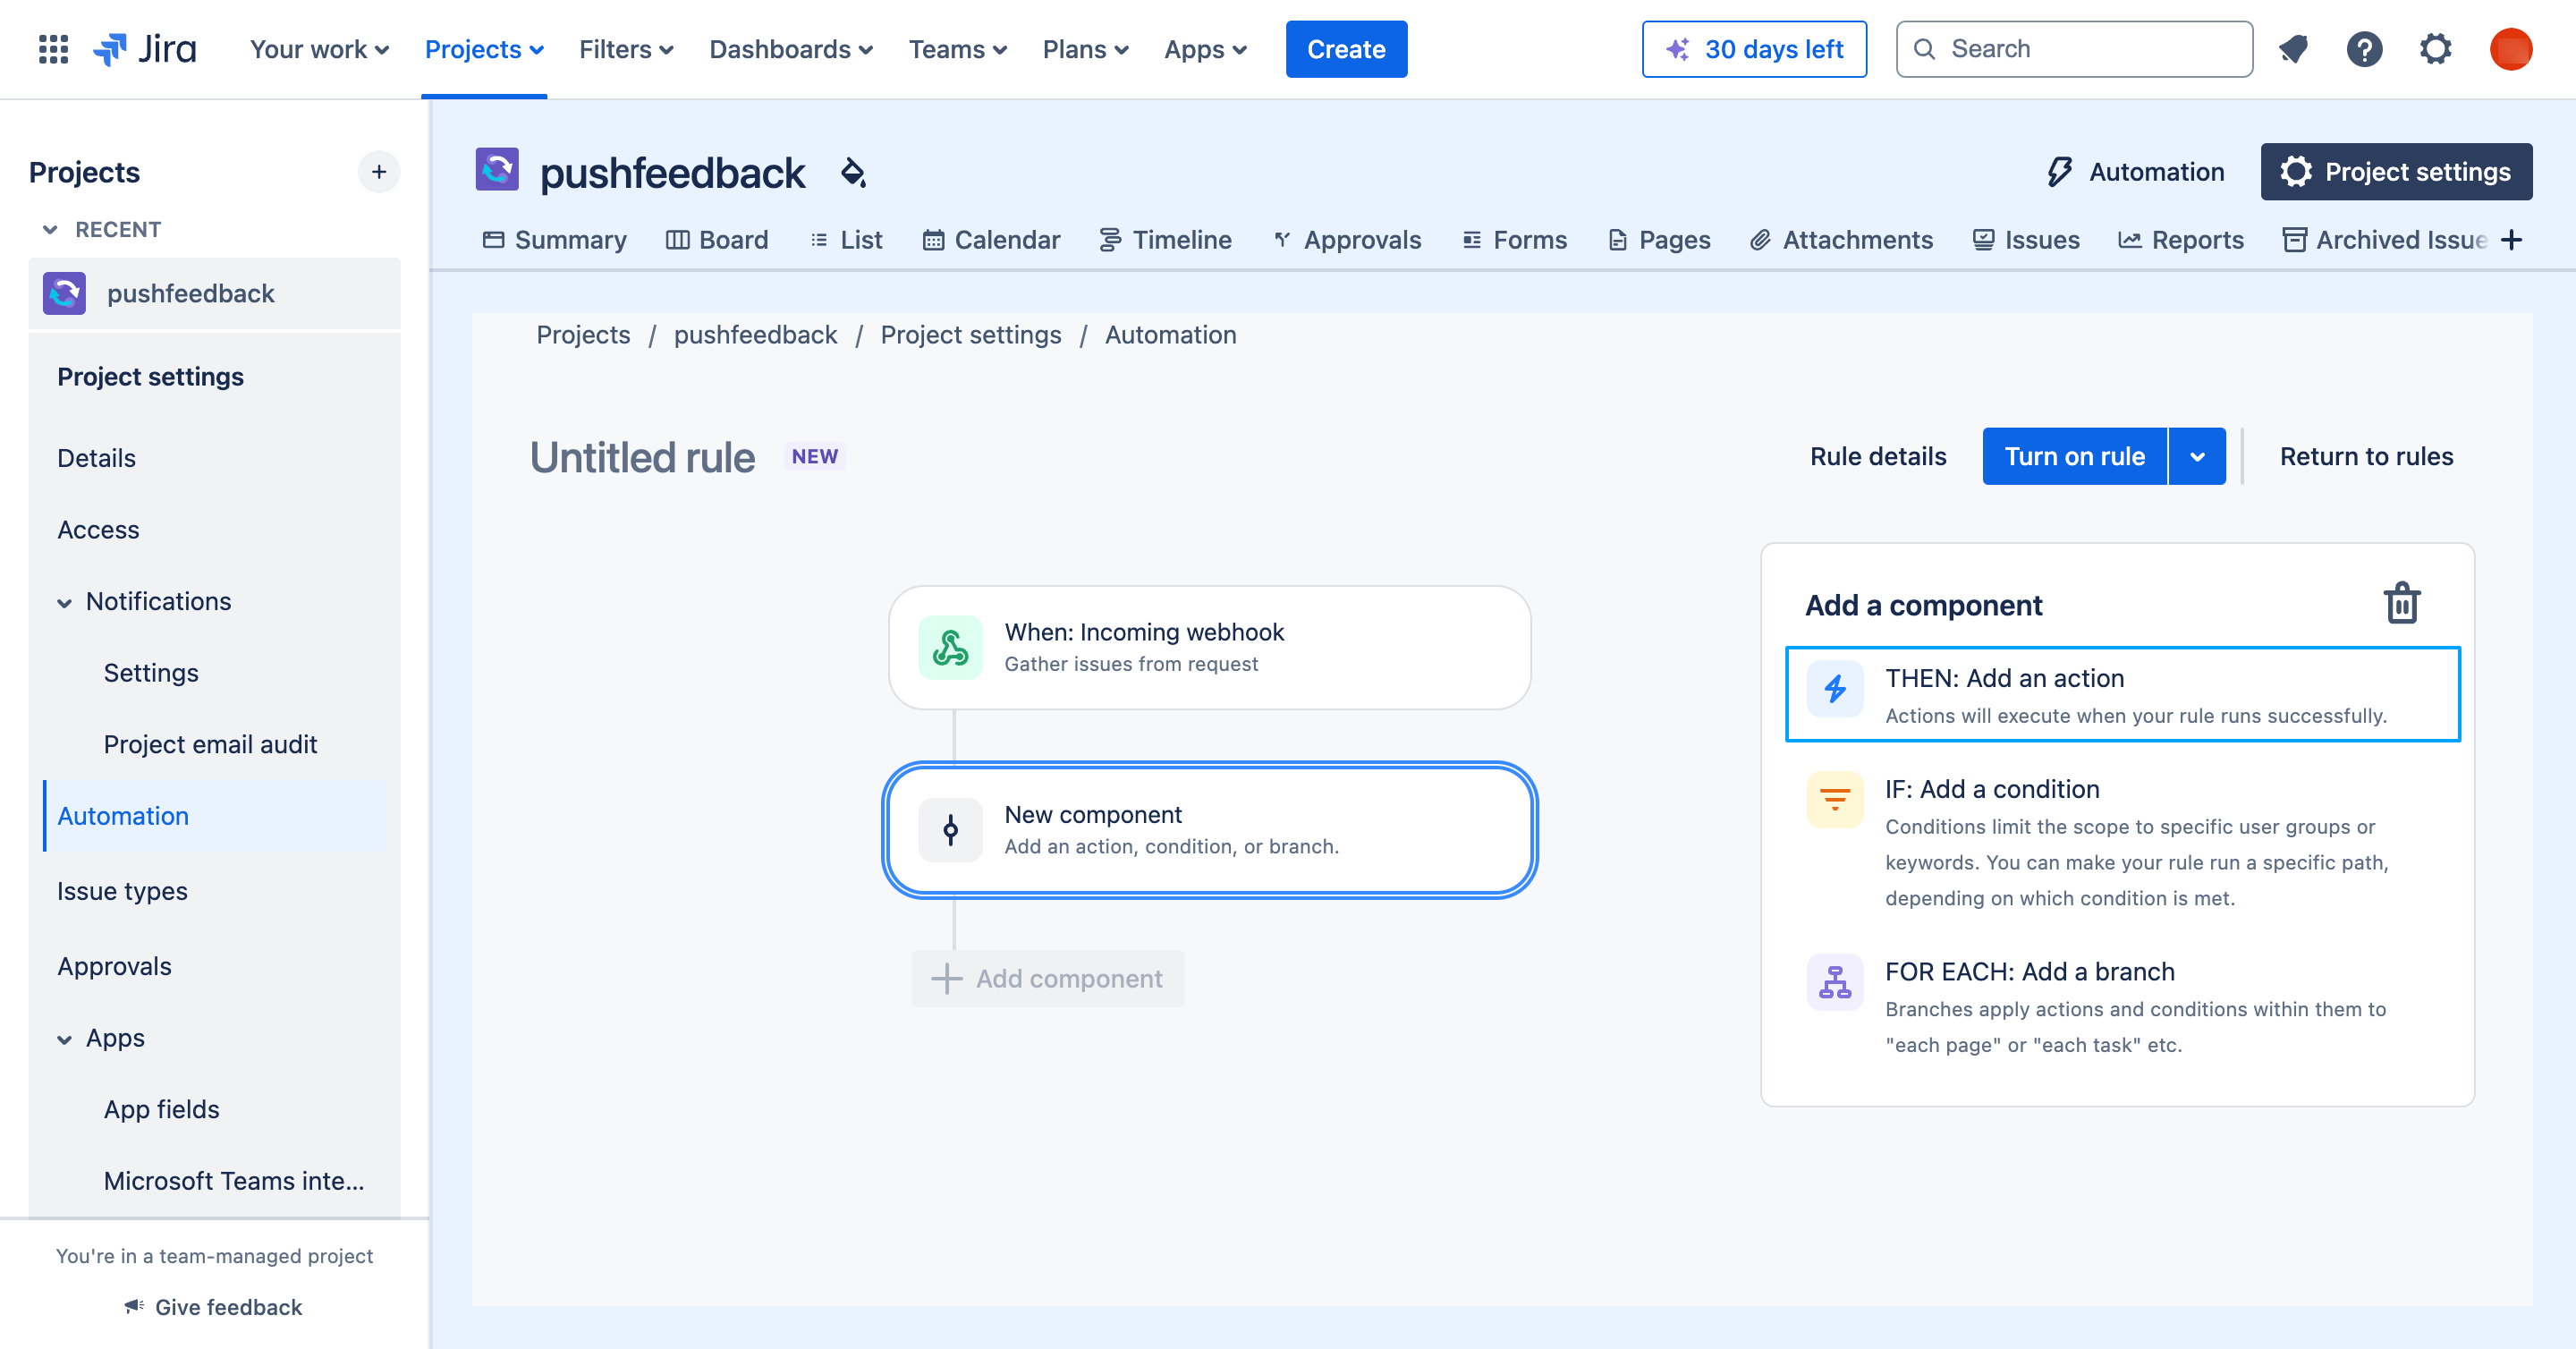 Jira Your work Projects Filters Dashboards Teams Plans Apps Create 30 days left Search
Projects
RECENT
pushfeedback
Project settings
Details
Access
Notifications
Settings
Project email audit
Automation
Issue types
Approvals
Apps
App fields
Microsoft Teams inte...
You're in a team-managed project
Give feedback
pushfeedback Automation Project settings
Summary Board List Calendar Timeline Approvals Forms Pages Attachments Issues Reports Archived Issue
Projects / pushfeedback / Project settings / Automation
Untitled rule NEW Rule details Turn on rule Return to rules
When: Incoming webhook
Gather issues from request
New component
Add an action, condition, or branch.
Add component
Add a component
THEN: Add an action
Actions will execute when your rule runs successfully.
IF: Add a condition
Conditions limit the scope to specific user groups or
keywords. You can make your rule run a specific path,
depending on which condition is met.
FOR EACH: Add a branch
Branches apply actions and conditions within them to
"each page" or "each task" etc.